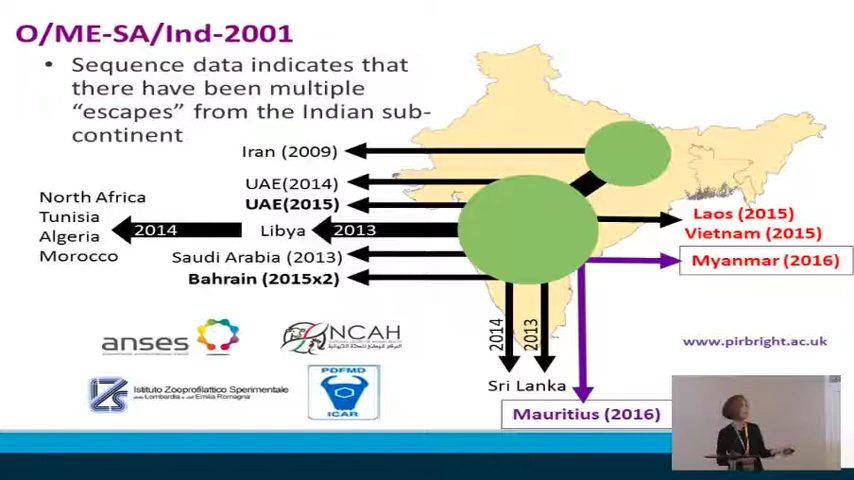 O/ME-SA/Ind-2001
• Sequence data indicates that
there have been multiple
“escapes” from the Indian sub-
continent
Iran (2009)
UAE(2014)
UAE(2015)
North Africa
Tunisia
Algeria
Morocco
2014
Libya
2013
Saudi Arabia (2013)
Bahrain (2015x2)
Laos (2015)
Vietnam (2015)
Myanmar (2016)
2014
2013
Sri Lanka
Mauritius (2016)
www.pirbright.ac.uk
anses
NCAH
Istituto Zooprofilattico Sperimentale
della Lombardia e dell'Emilia Romagna
PDFMD
ICAR